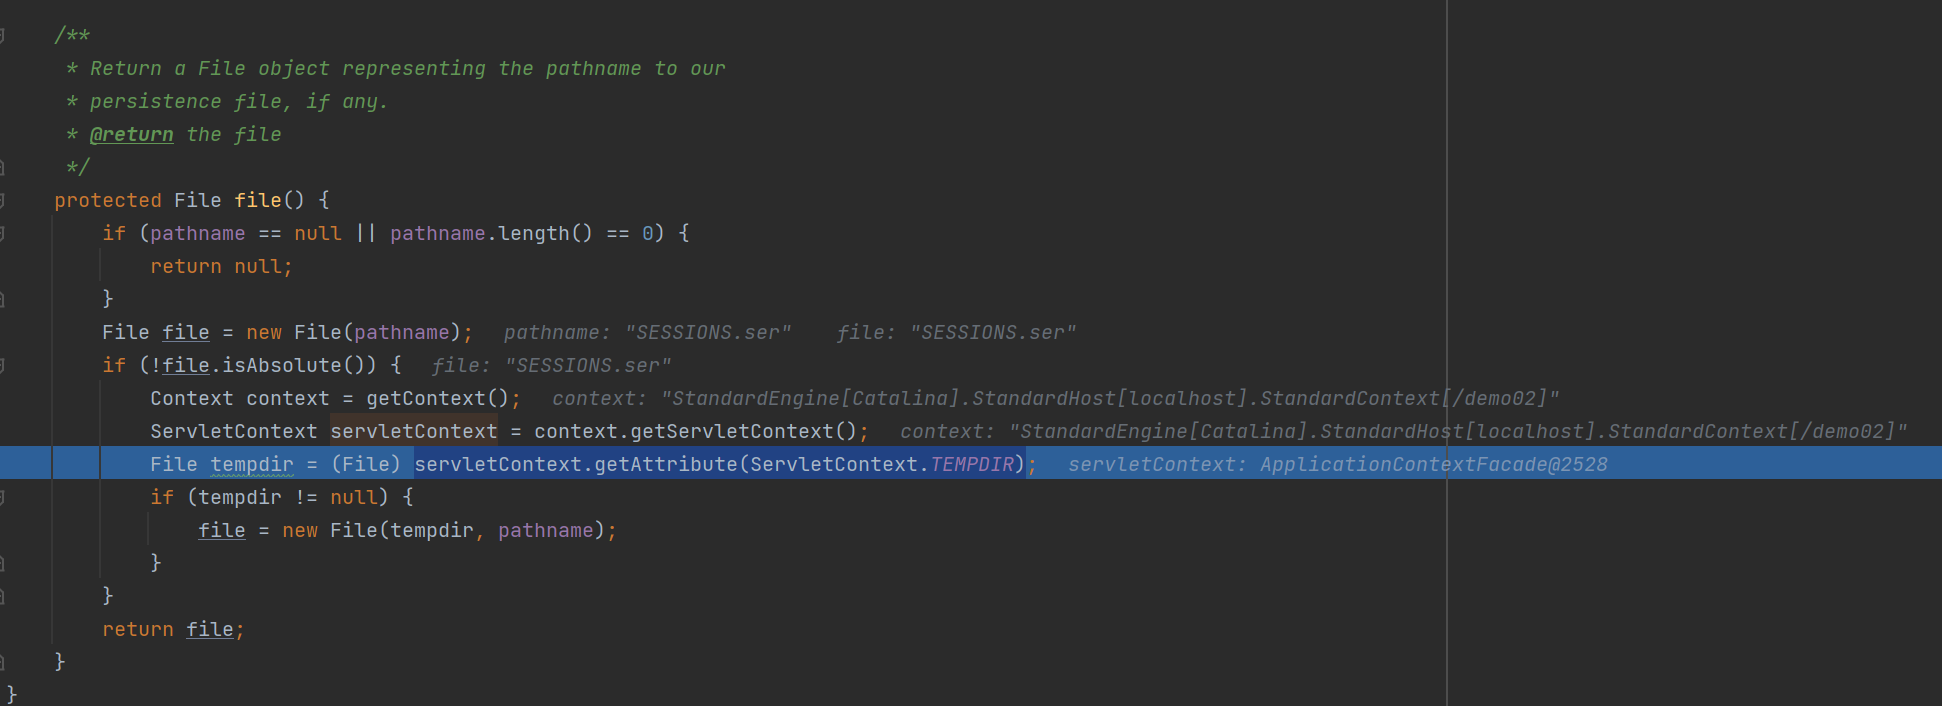 /**
 * Return a File object representing the pathname to our
 * persistence file, if any.
 * @return the file
 */
protected File file() {
    if (pathname == null || pathname.length() == 0) {
        return null;
    }
    File file = new File(pathname);   pathname: "SESSIONS.ser"    file: "SESSIONS.ser"
    if (!file.isAbsolute()) {   file: "SESSIONS.ser"
        Context context = getContext();   context: "StandardEngine[Catalina].StandardHost[localhost].StandardContext[/demo02]"
        ServletContext servletContext = context.getServletContext();   context: "StandardEngine[Catalina].StandardHost[localhost].StandardContext[/demo02]"
        File tempdir = (File) servletContext.getAttribute(ServletContext.TEMPDIR);   servletContext: ApplicationContextFacade@2528
        if (tempdir != null) {
            file = new File(tempdir, pathname);
        }
    }
    return file;
}
}